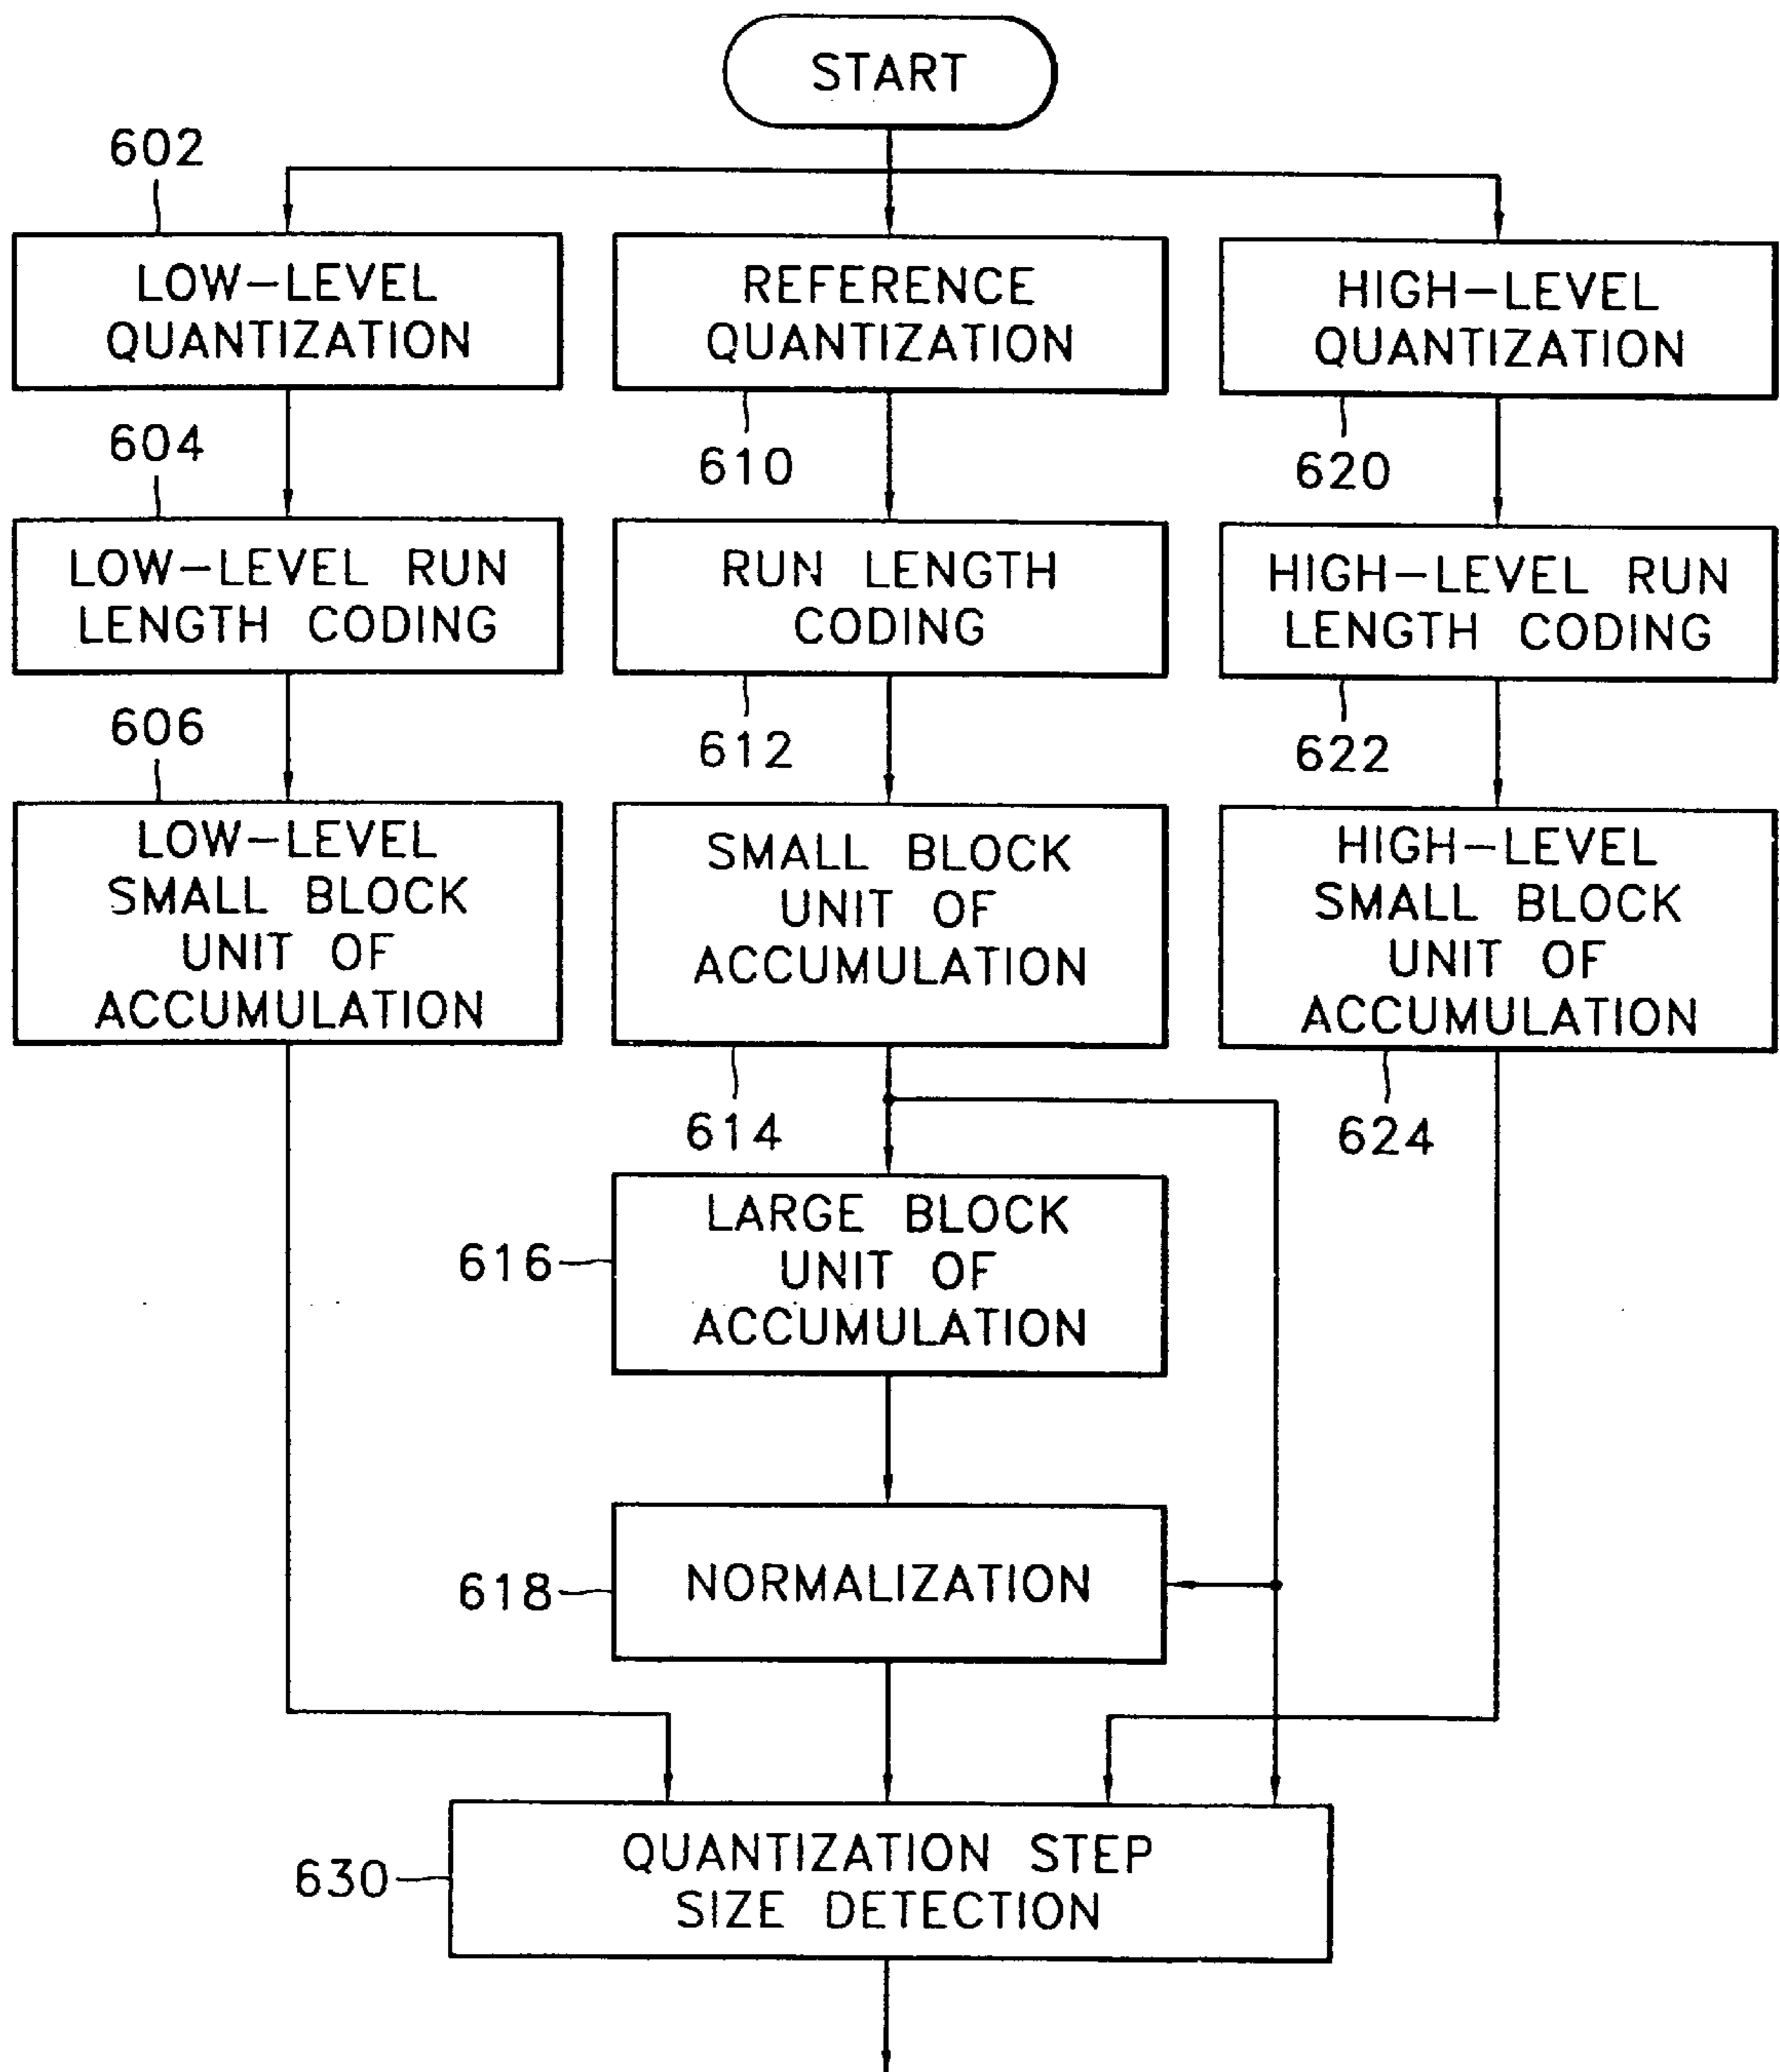 START
602
LOW-LEVEL
QUANTIZATION
REFERENCE
QUANTIZATION
HIGH-LEVEL
QUANTIZATION
604
610
620
LOW-LEVEL RUN
LENGTH CODING
RUN LENGTH
CODING
HIGH-LEVEL RUN
LENGTH CODING
606
612
622
LOW-LEVEL
SMALL BLOCK
UNIT OF
ACCUMULATION
SMALL BLOCK
UNIT OF
ACCUMULATION
HIGH-LEVEL
SMALL BLOCK
UNIT OF
ACCUMULATION
614
624
616
LARGE BLOCK
UNIT OF
ACCUMULATION
618
NORMALIZATION
630
QUANTIZATION STEP
SIZE DETECTION